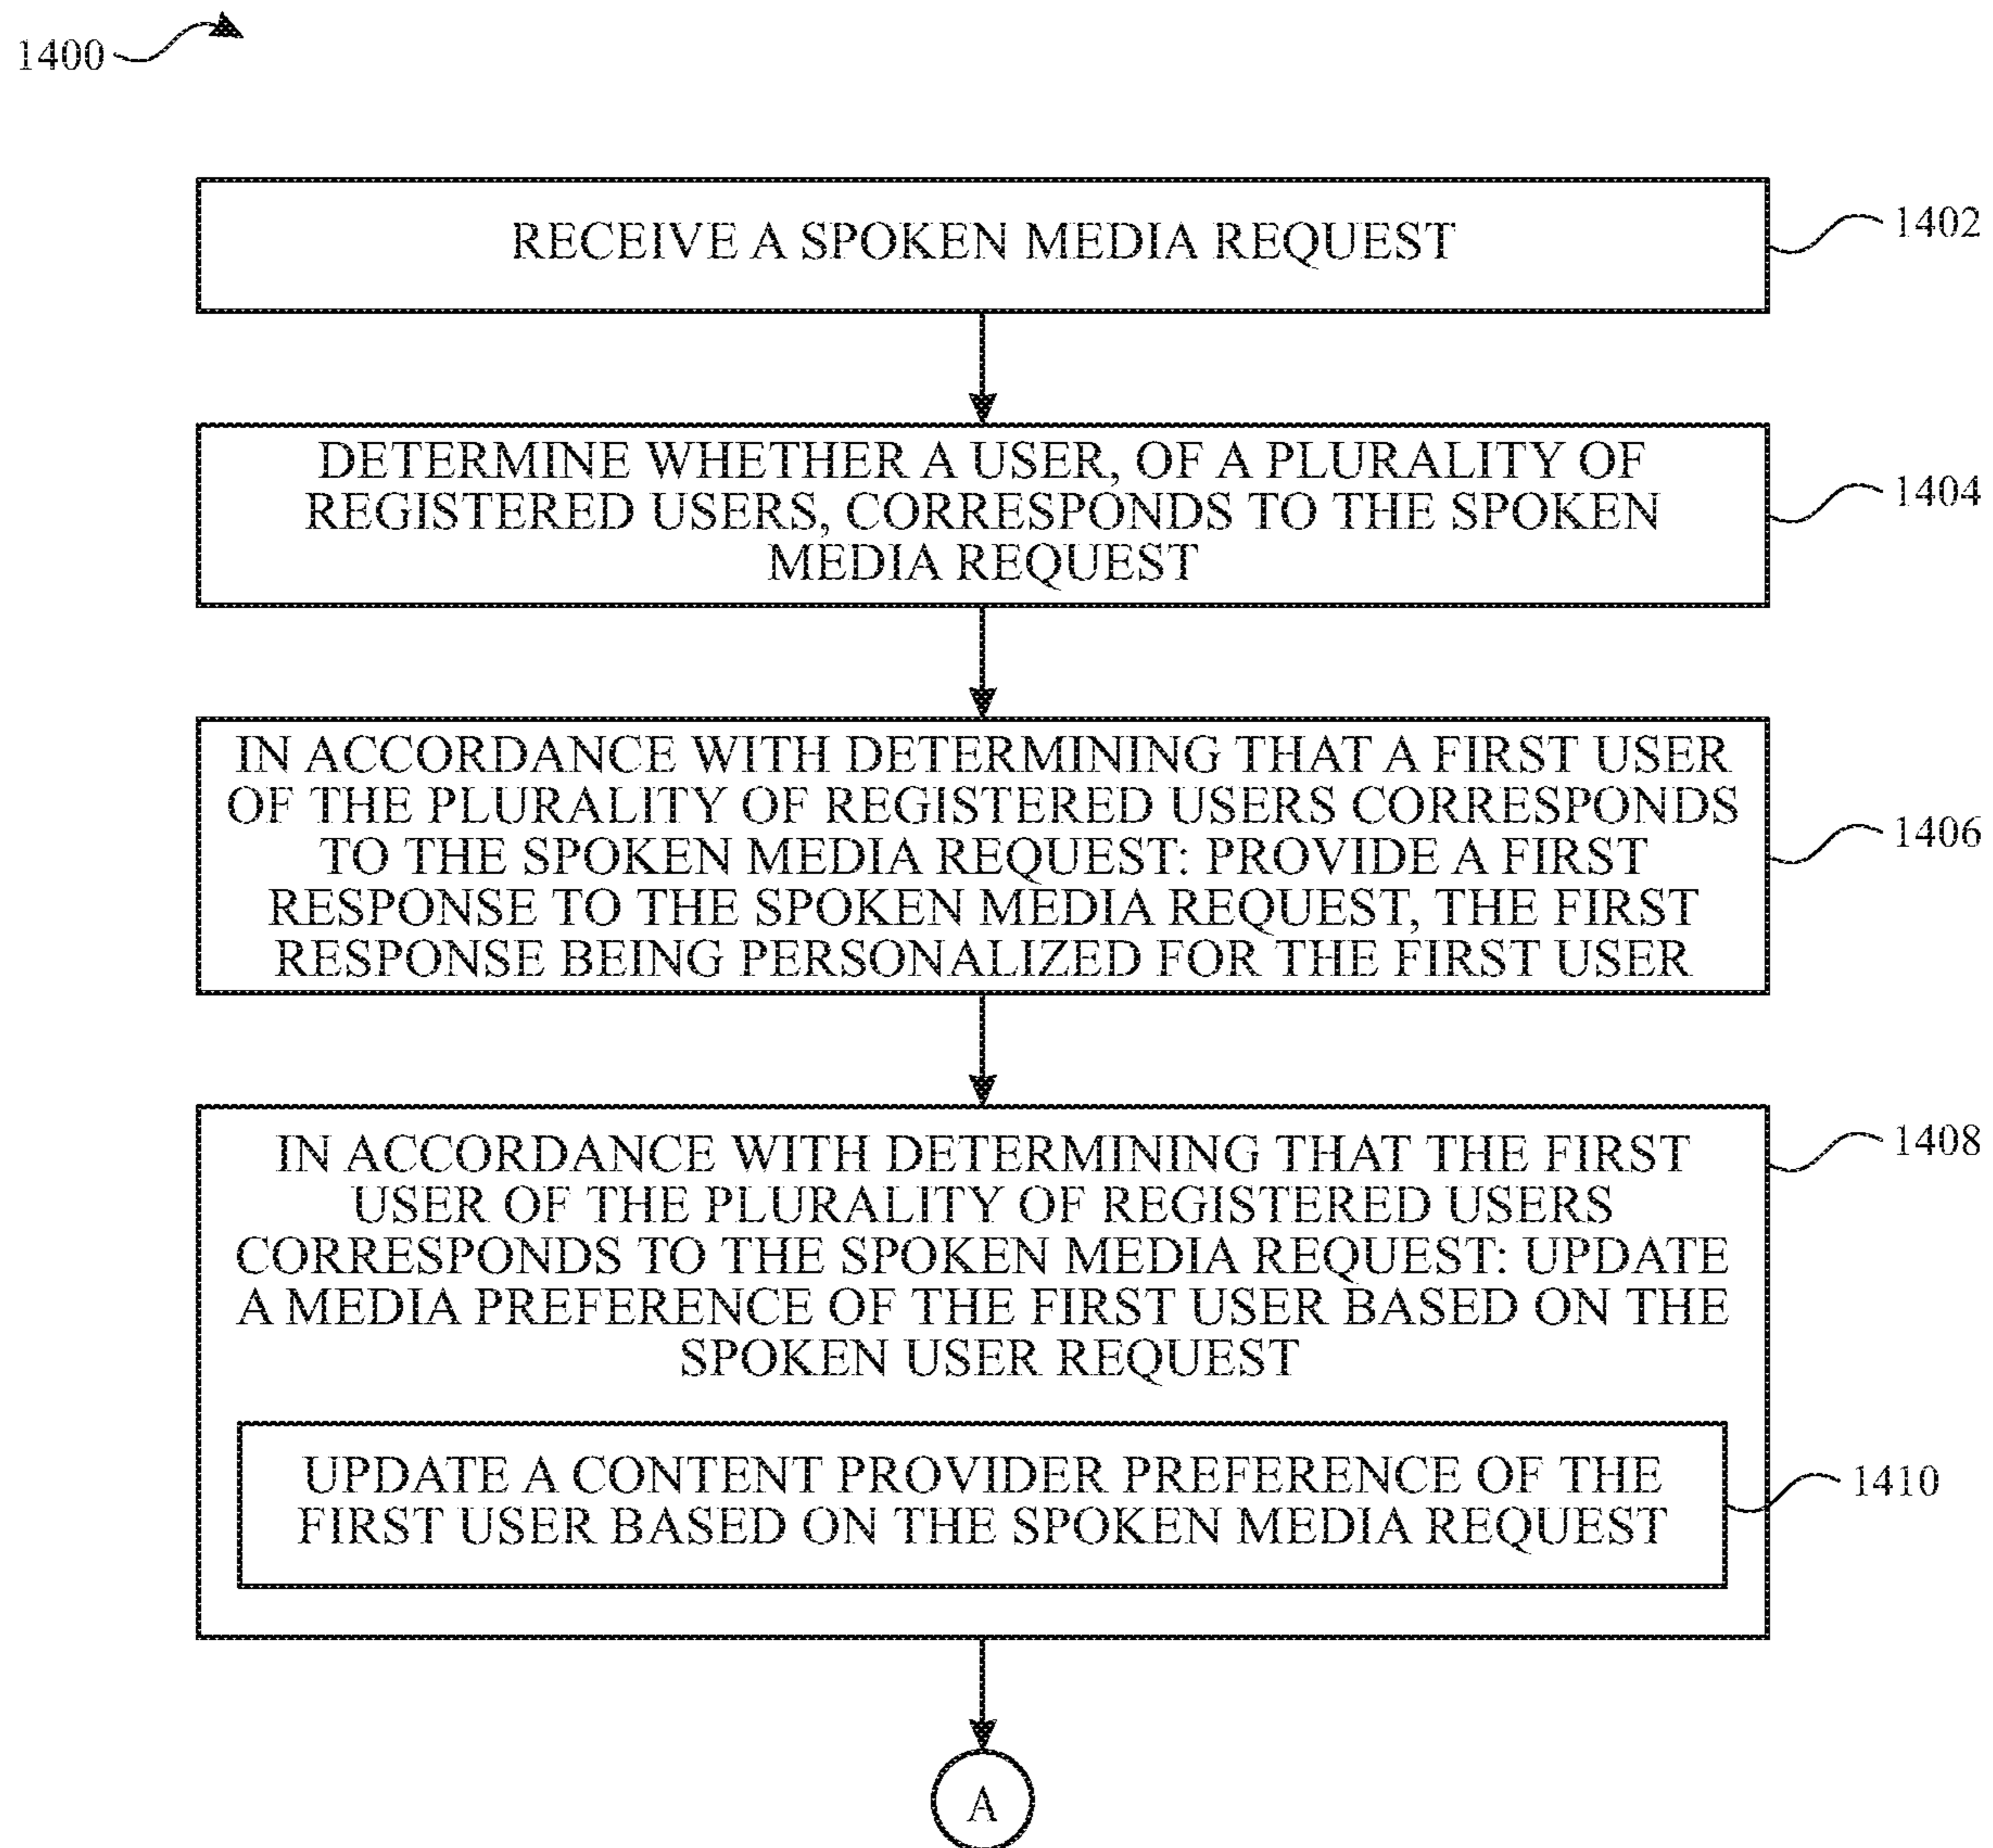 1400
RECEIVE A SPOKEN MEDIA REQUEST
1402
DETERMINE WHETHER A USER, OF A PLURALITY OF
REGISTERED USERS, CORRESPONDS TO THE SPOKEN
MEDIA REQUEST
1404
IN ACCORDANCE WITH DETERMINING THAT A FIRST USER
OF THE PLURALITY OF REGISTERED USERS CORRESPONDS
TO THE SPOKEN MEDIA REQUEST: PROVIDE A FIRST
RESPONSE TO THE SPOKEN MEDIA REQUEST, THE FIRST
RESPONSE BEING PERSONALIZED FOR THE FIRST USER
1406
IN ACCORDANCE WITH DETERMINING THAT THE FIRST
USER OF THE PLURALITY OF REGISTERED USERS
CORRESPONDS TO THE SPOKEN MEDIA REQUEST: UPDATE
A MEDIA PREFERENCE OF THE FIRST USER BASED ON THE
SPOKEN USER REQUEST
1408
UPDATE A CONTENT PROVIDER PREFERENCE OF THE
FIRST USER BASED ON THE SPOKEN MEDIA REQUEST
1410
A